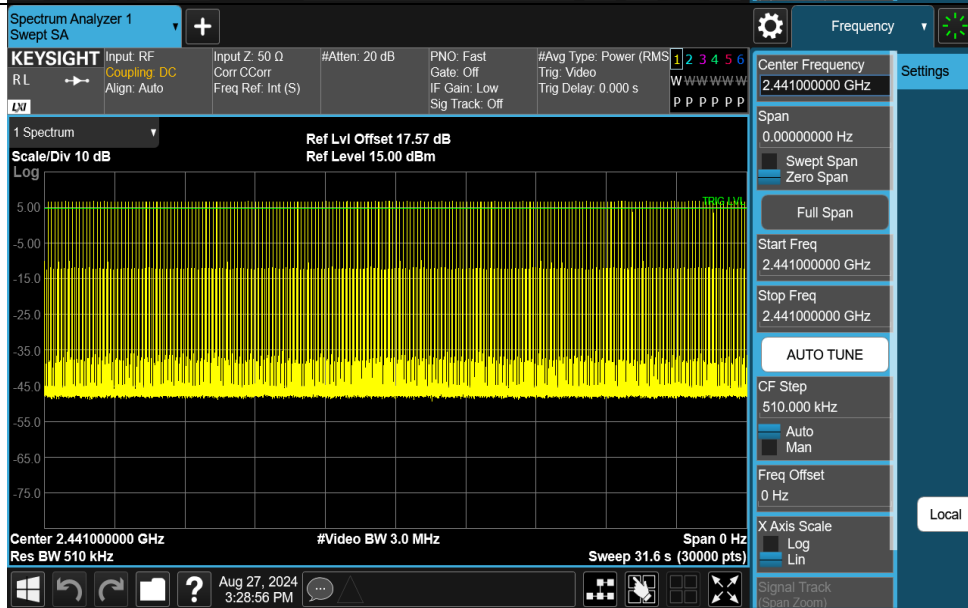 Spectrum Analyzer 1
Swept SA
+
Frequency
KEYSIGHT
RL
LXI
Input: RF
Coupling: DC
Align: Auto
Input Z: 50 Ω
Corr CCorr
Freq Ref: Int (S)
#Atten: 20 dB
PNO: Fast
Gate: Off
IF Gain: Low
Sig Track: Off
#Avg Type: Power (RMS
Trig: Video
Trig Delay: 0.000 s
1 2 3 4 5 6
W W W W W W
P P P P P P
Center Frequency
2.441000000 GHz
Settings
Span
0.00000000 Hz
Swept Span
Zero Span
Full Span
Start Freq
2.441000000 GHz
Stop Freq
2.441000000 GHz
AUTO TUNE
CF Step
510.000 kHz
Auto
Man
Freq Offset
0 Hz
X Axis Scale
Log
Lin
Signal Track
(Span Zoom)
Local
1 Spectrum
Scale/Div 10 dB
Log
Ref Lvl Offset 17.57 dB
Ref Level 15.00 dBm
TRIG LVL
5.00
-5.00
-15.0
-25.0
-35.0
-45.0
-55.0
-65.0
-75.0
Center 2.441000000 GHz
Res BW 510 kHz
#Video BW 3.0 MHz
Span 0 Hz
Sweep 31.6 s (30000 pts)
?
Aug 27, 2024
3:28:56 PM